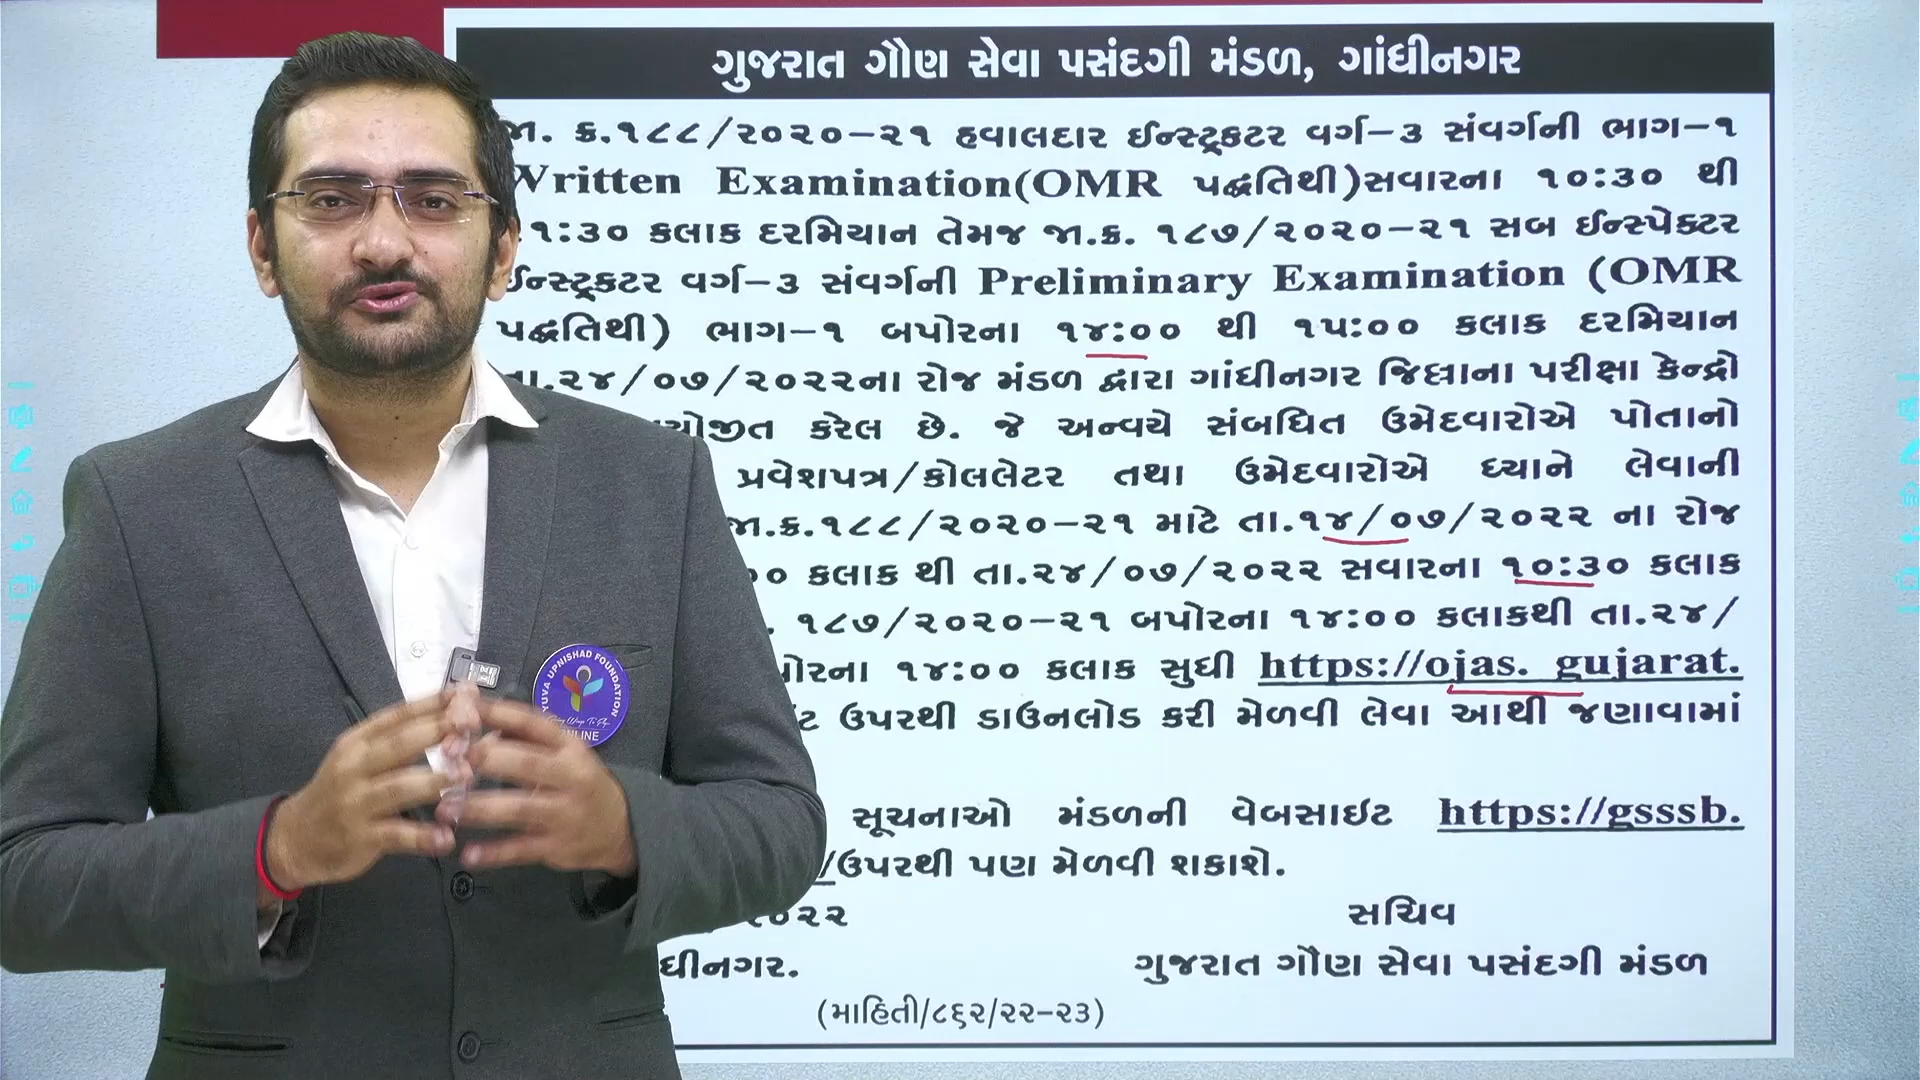 ગુજરાત ગૌણ સેવા પસંદગી મંડળ, ગાંધીનગર
જા. ક્ર.૧૮૮/૨૦૨૦-૨૧ હવાલદાર ઈન્સ્ટ્રકટર વર્ગ-૩ સંવર્ગની ભાગ-૧
Written Examination(OMR પદ્ધતિથી)સવારના ૧૦:૩૦ થી
૧:૩૦ કલાક દરમિયાન તેમજ જા.ક્ર. ૧૮૭/૨૦૨૦-૨૧ સબ ઈન્સ્પેકટર
ઈન્સ્ટ્રકટર વર્ગ-૩ સંવર્ગની Preliminary Examination (OMR
પદ્ધતિથી) ભાગ-૧ બપોરના ૧૪:૦૦ થી ૧૫:૦૦ કલાક દરમિયાન
તા.૨૪/૦૭/૨૦૨૨ના રોજ મંડળ દ્વારા ગાંધીનગર જિલ્લાના પરીક્ષા કેન્દ્રો
કરેલ છે. જે અન્વયે સંબધિત ઉમેદવારોએ પોતાનો
પ્રવેશપત્ર/કોલલેટર તથા ઉમેદવારોએ ધ્યાને લેવાની
જા.ક્ર.૧૮૮/૨૦૨૦-૨૧ માટે તા.૧૪/૦૭/૨૦૨૨ ના રોજ
કલાક થી તા.૨૪/૦૭/૨૦૨૨ સવારના ૧૦:૩૦ કલાક
૧૮૭/૨૦૨૦-૨૧ બપોરના ૧૪:૦૦ કલાકથી તા.૨૪/
૧૪:૦૦ કલાક સુધી https://ojas. gujarat.
ઉપરથી ડાઉનલોડ કરી મેળવી લેવા આથી જણાવામાં
સૂચનાઓ મંડળની વેબસાઈટ https://gsssb.
/ઉપરથી પણ મેળવી શકાશે.
૨૦૨૨ સચિવ
ગુજરાત ગૌણ સેવા પસંદગી મંડળ
(માહિતી/૮૬૨/૨૨-૨૩)
YUVA UPNISHAD FOUNDATION
ONLINE